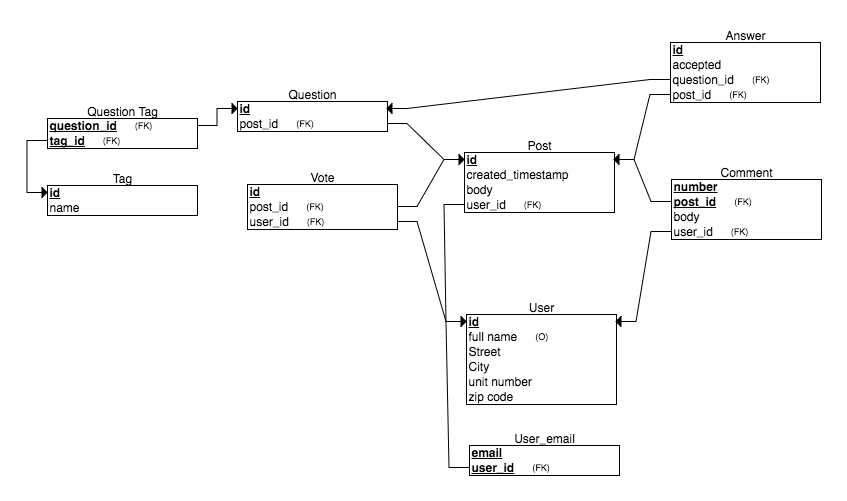 Answer
id
accepted
question_id (FK)
post_id (FK)
Question
id
post_id (FK)
Question Tag
question_id (FK)
tag_id (FK)
Post
id
created_timestamp
body
user_id (FK)
Tag
id
name
Vote
id
post_id (FK)
user_id (FK)
Comment
number
post_id (FK)
body
user_id (FK)
User
id
full name (O)
Street
City
unit number
zip code
User_email
email
user_id (FK)